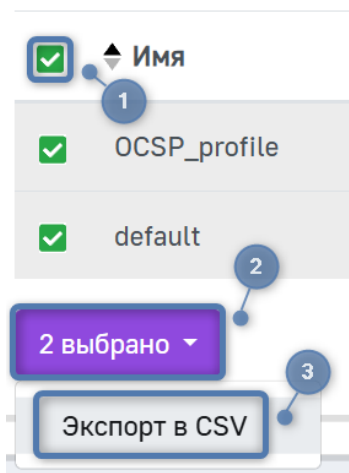 Имя
1
OCSP_profile
default
2
2 выбрано
3
Экспорт в CSV